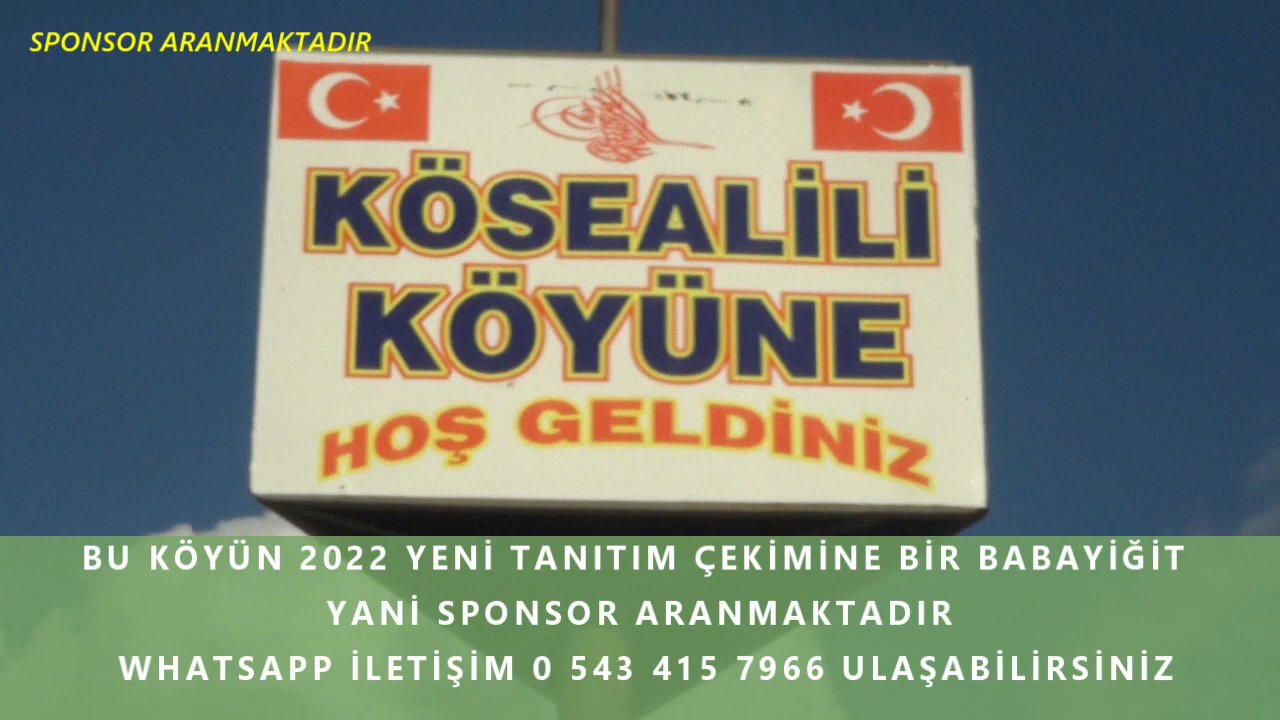 SPONSOR ARANMAKTADIR
KÖSEALİLİ
KÖYÜNE
HOŞ GELDİNİZ
BU KÖYÜN 2022 YENİ TANITIM ÇEKİMİNE BİR BABAYİĞİT
YANİ SPONSOR ARANMAKTADIR
WHATSAPP İLETİŞİM 0 543 415 7966 ULAŞABİLİRSİNİZ